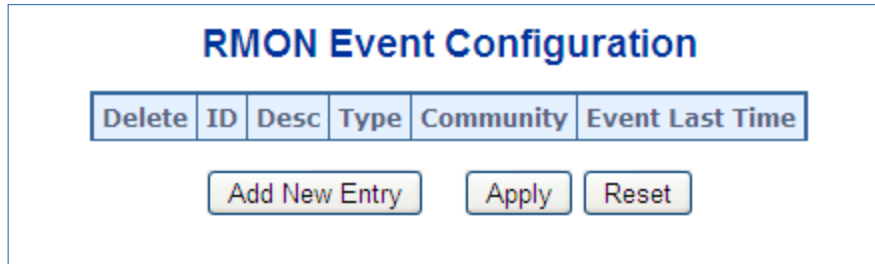 RMON Event Configuration
Delete ID Desc Type Community Event Last Time
Add New Entry Apply Reset